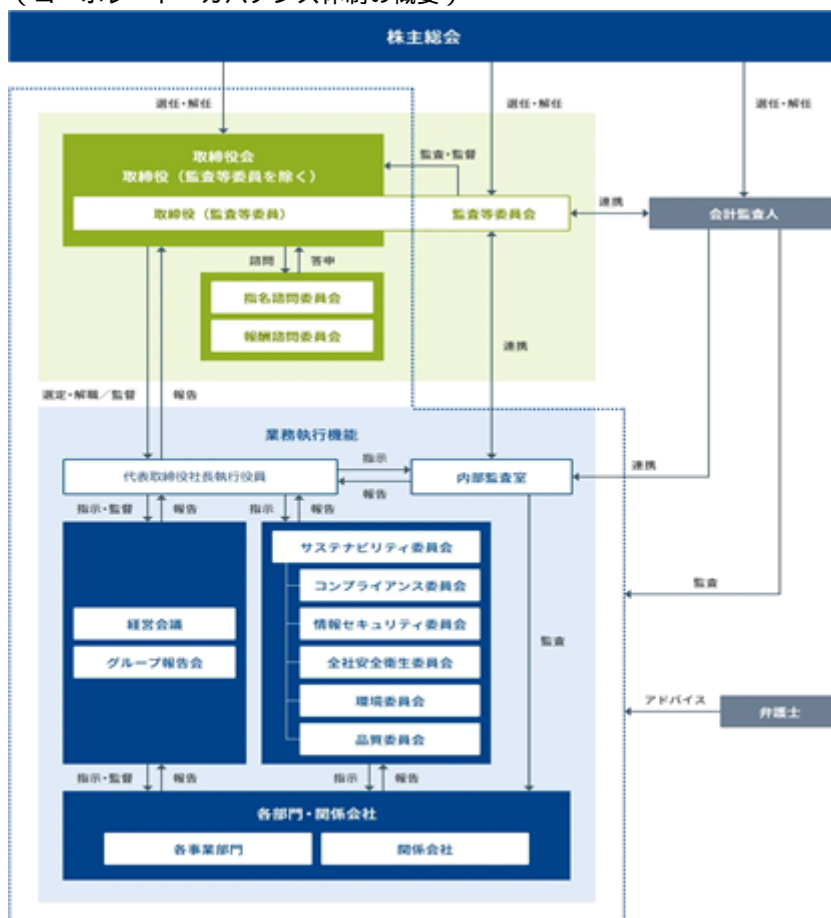 （コーポレート・ガバナンス体制の概要）
株主総会
選任・解任
選任・解任
選任・解任
取締役会
取締役（監査等委員を除く）
監査・監督
取締役（監査等委員）
監査等委員会
連携
会計監査人
諮問
答申
指名諮問委員会
報酬諮問委員会
連携
選定・解職／監督
報告
業務執行機能
代表取締役社長執行役員
指示
報告
内部監査室
連携
指示・監督
報告
指示
報告
サステナビリティ委員会
コンプライアンス委員会
情報セキュリティ委員会
全社安全衛生委員会
環境委員会
品質委員会
経営会議
グループ報告会
監査
監査
アドバイス
弁護士
指示・監督
報告
指示
報告
各部門・関係会社
各事業部門
関係会社